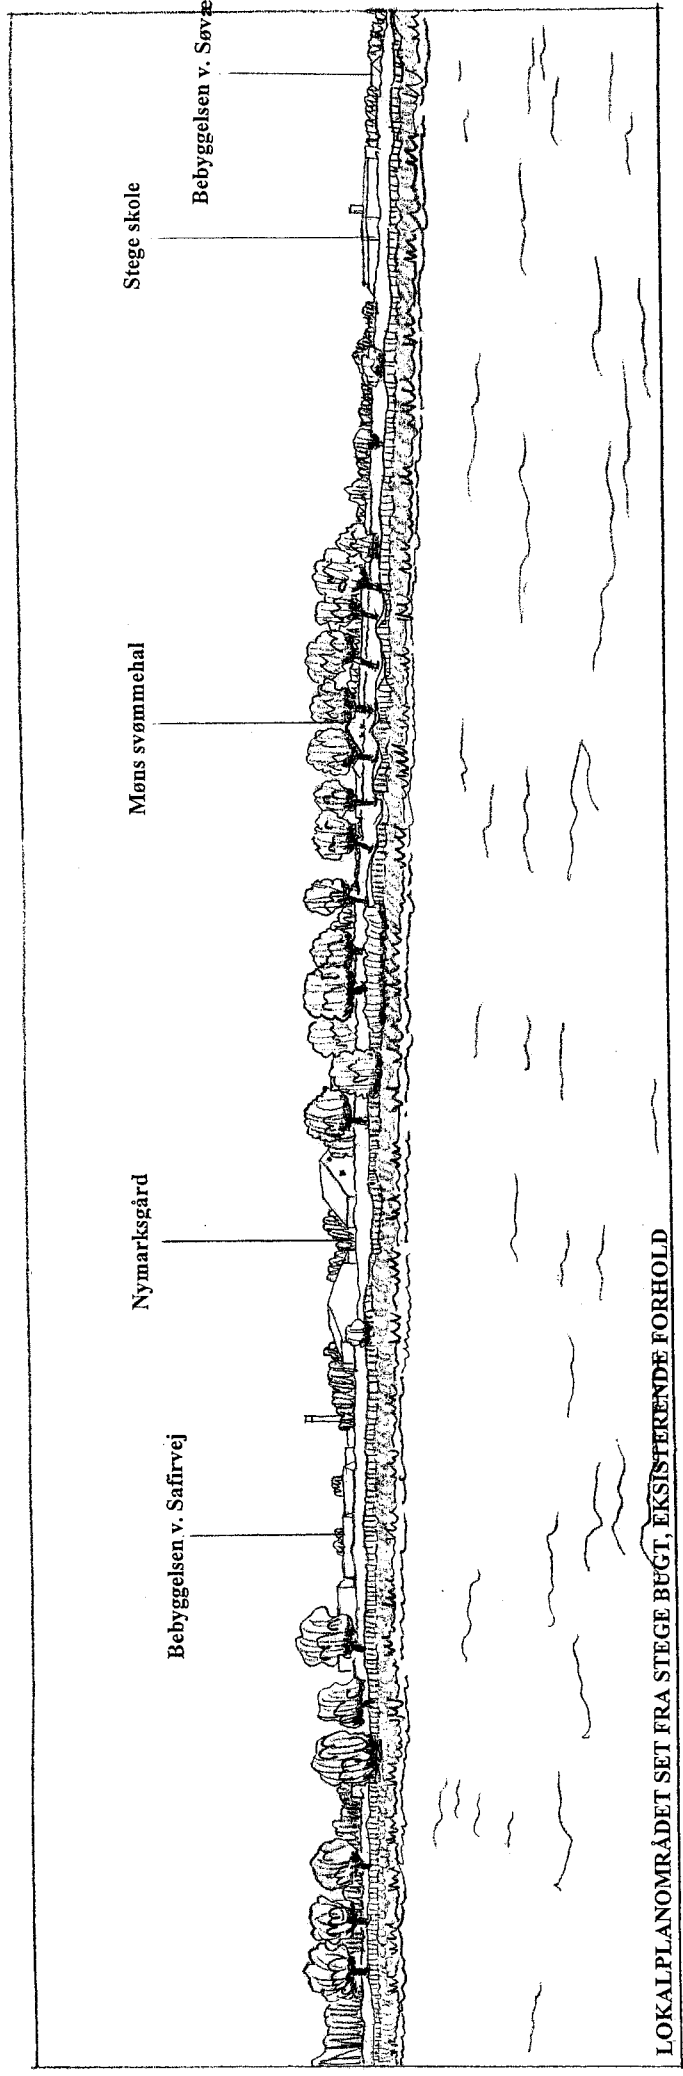 Bebyggelsen v. Safirvej
Nymarksgård
Møns svømmehal
Stege skole
Bebyggelsen v. Søvæ
LOKALPLANOMRÅDET SET FRA STEGE BUGT, EKSISTERENDE FORHOLD